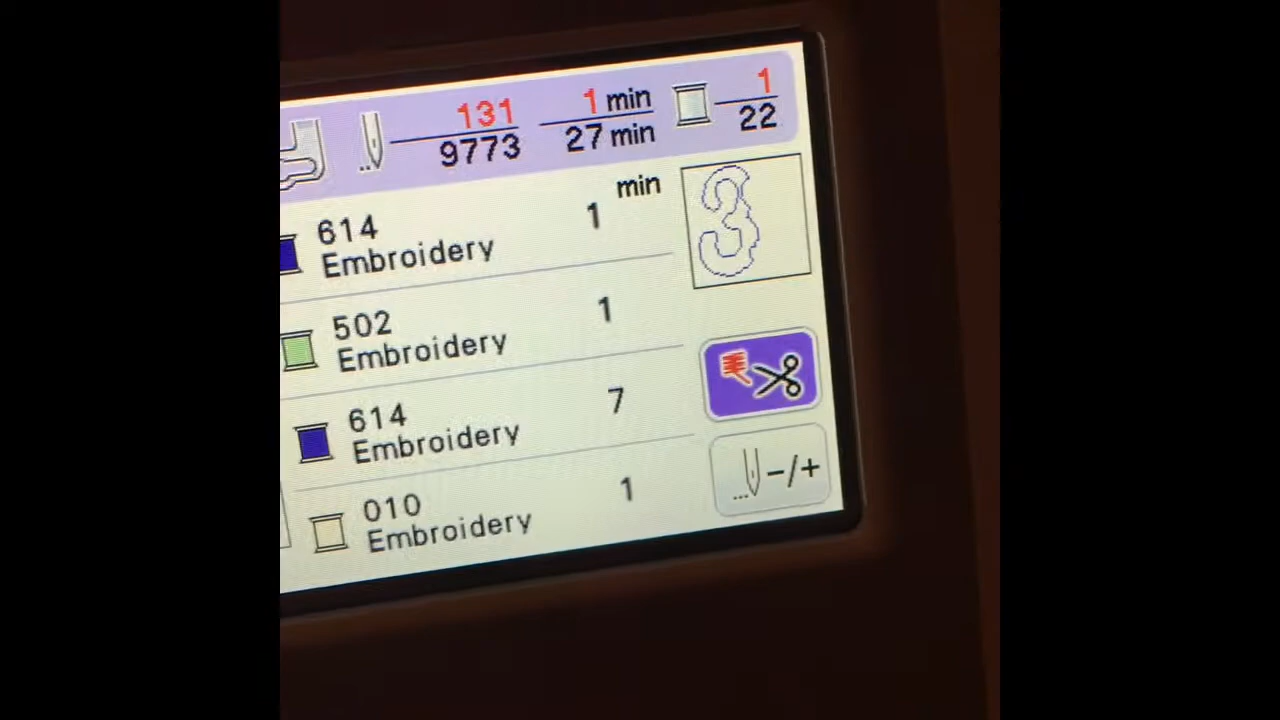 131 1 min 1
9773 27 min 22
min
614 1
Embroidery
502 1
Embroidery
614 7
Embroidery
010 1
Embroidery
3
-/+